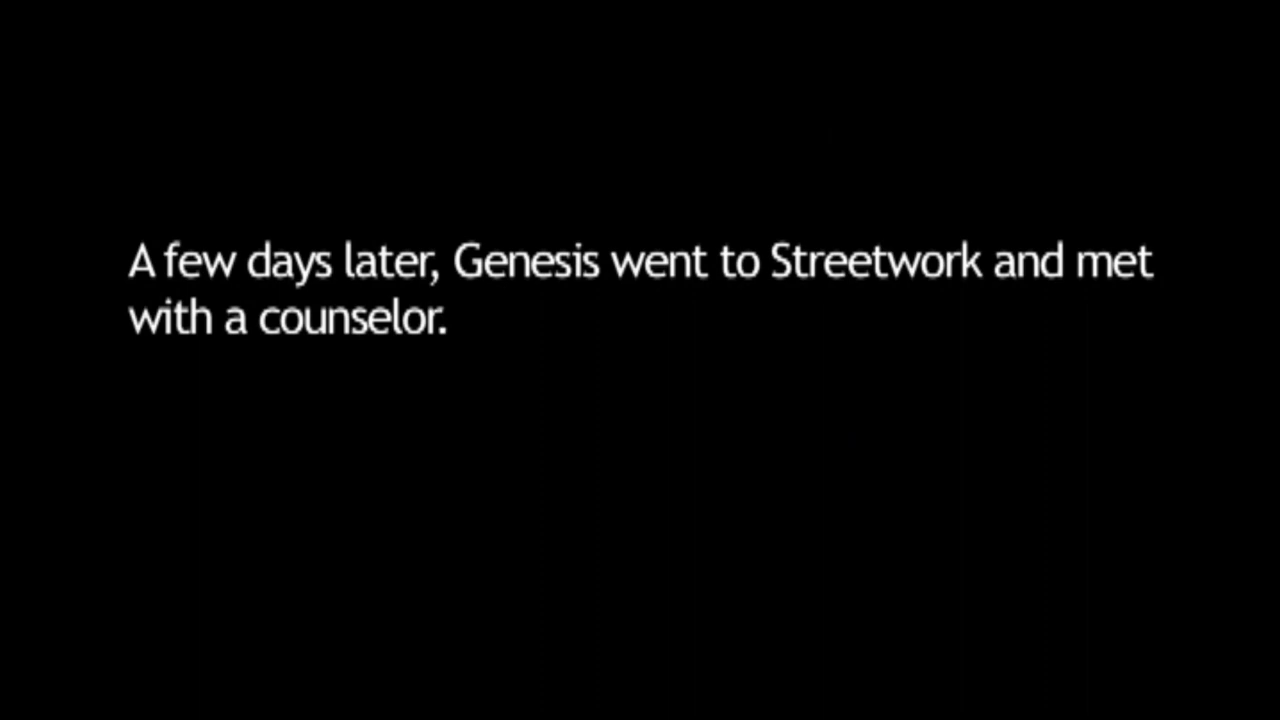 A few days later, Genesis went to Streetwork and met
with a counselor.